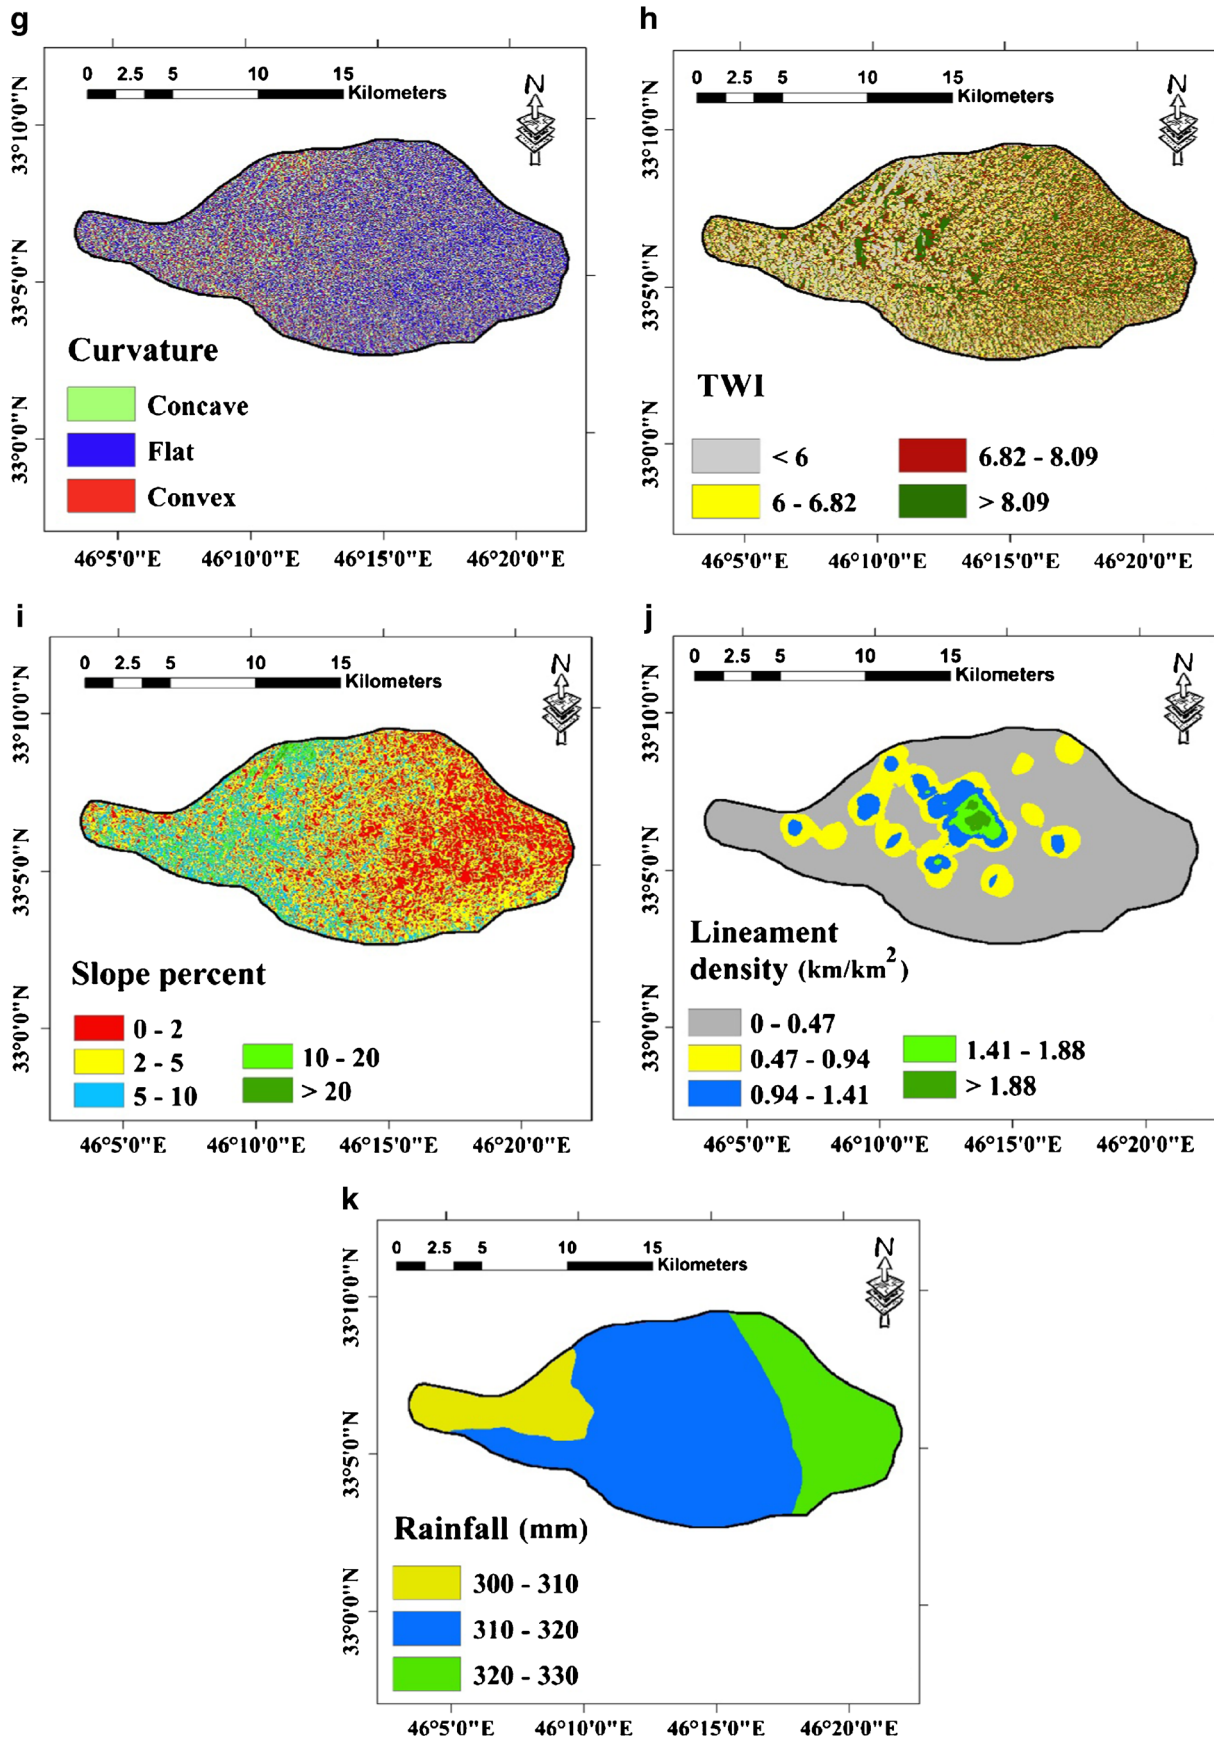 g
0 2.5 5 10 15
Kilometers
N
33°10'0"N
33°5'0"N
33°0'0"N
Curvature
Concave
Flat
Convex
46°5'0"E 46°10'0"E 46°15'0"E 46°20'0"E
h
0 2.5 5 10 15
Kilometers
N
33°10'0"N
33°5'0"N
33°0'0"N
TWI
< 6 6.82 - 8.09
6 - 6.82 > 8.09
46°5'0"E 46°10'0"E 46°15'0"E 46°20'0"E
i
0 2.5 5 10 15
Kilometers
N
33°10'0"N
33°5'0"N
33°0'0"N
Slope percent
0 - 2
2 - 5 10 - 20
5 - 10 > 20
46°5'0"E 46°10'0"E 46°15'0"E 46°20'0"E
j
0 2.5 5 10 15
Kilometers
N
33°10'0"N
33°5'0"N
33°0'0"N
Lineament
density (km/km²)
0 - 0.47
0.47 - 0.94 1.41 - 1.88
0.94 - 1.41 > 1.88
46°5'0"E 46°10'0"E 46°15'0"E 46°20'0"E
k
0 2.5 5 10 15
Kilometers
N
33°10'0"N
33°5'0"N
33°0'0"N
Rainfall (mm)
300 - 310
310 - 320
320 - 330
46°5'0"E 46°10'0"E 46°15'0"E 46°20'0"E